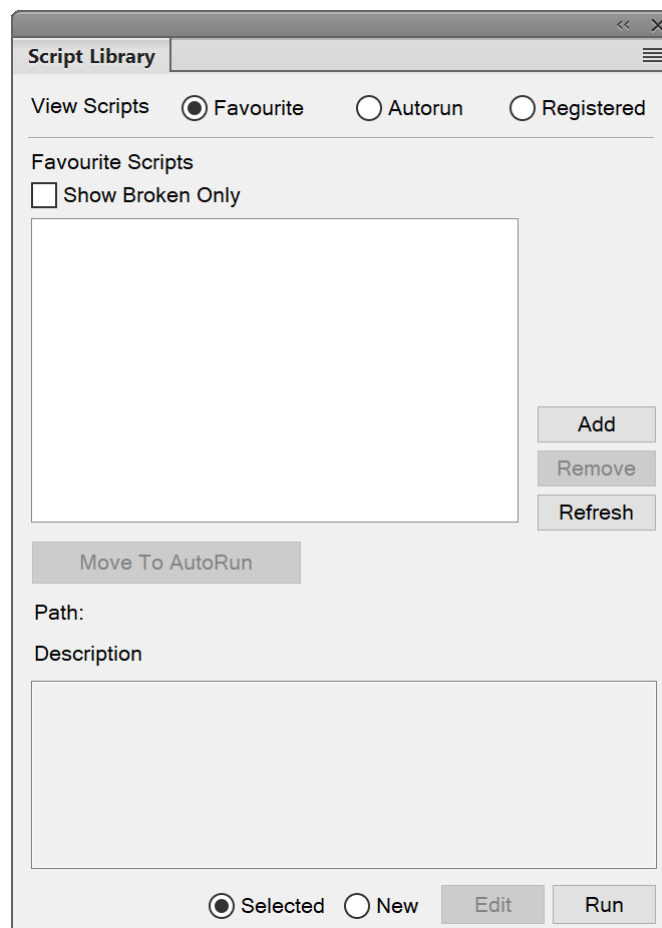 Script Library
View Scripts Favourite Autorun Registered
Favourite Scripts
Show Broken Only
Add
Remove
Refresh
Move To AutoRun
Path:
Description
Selected New Edit Run